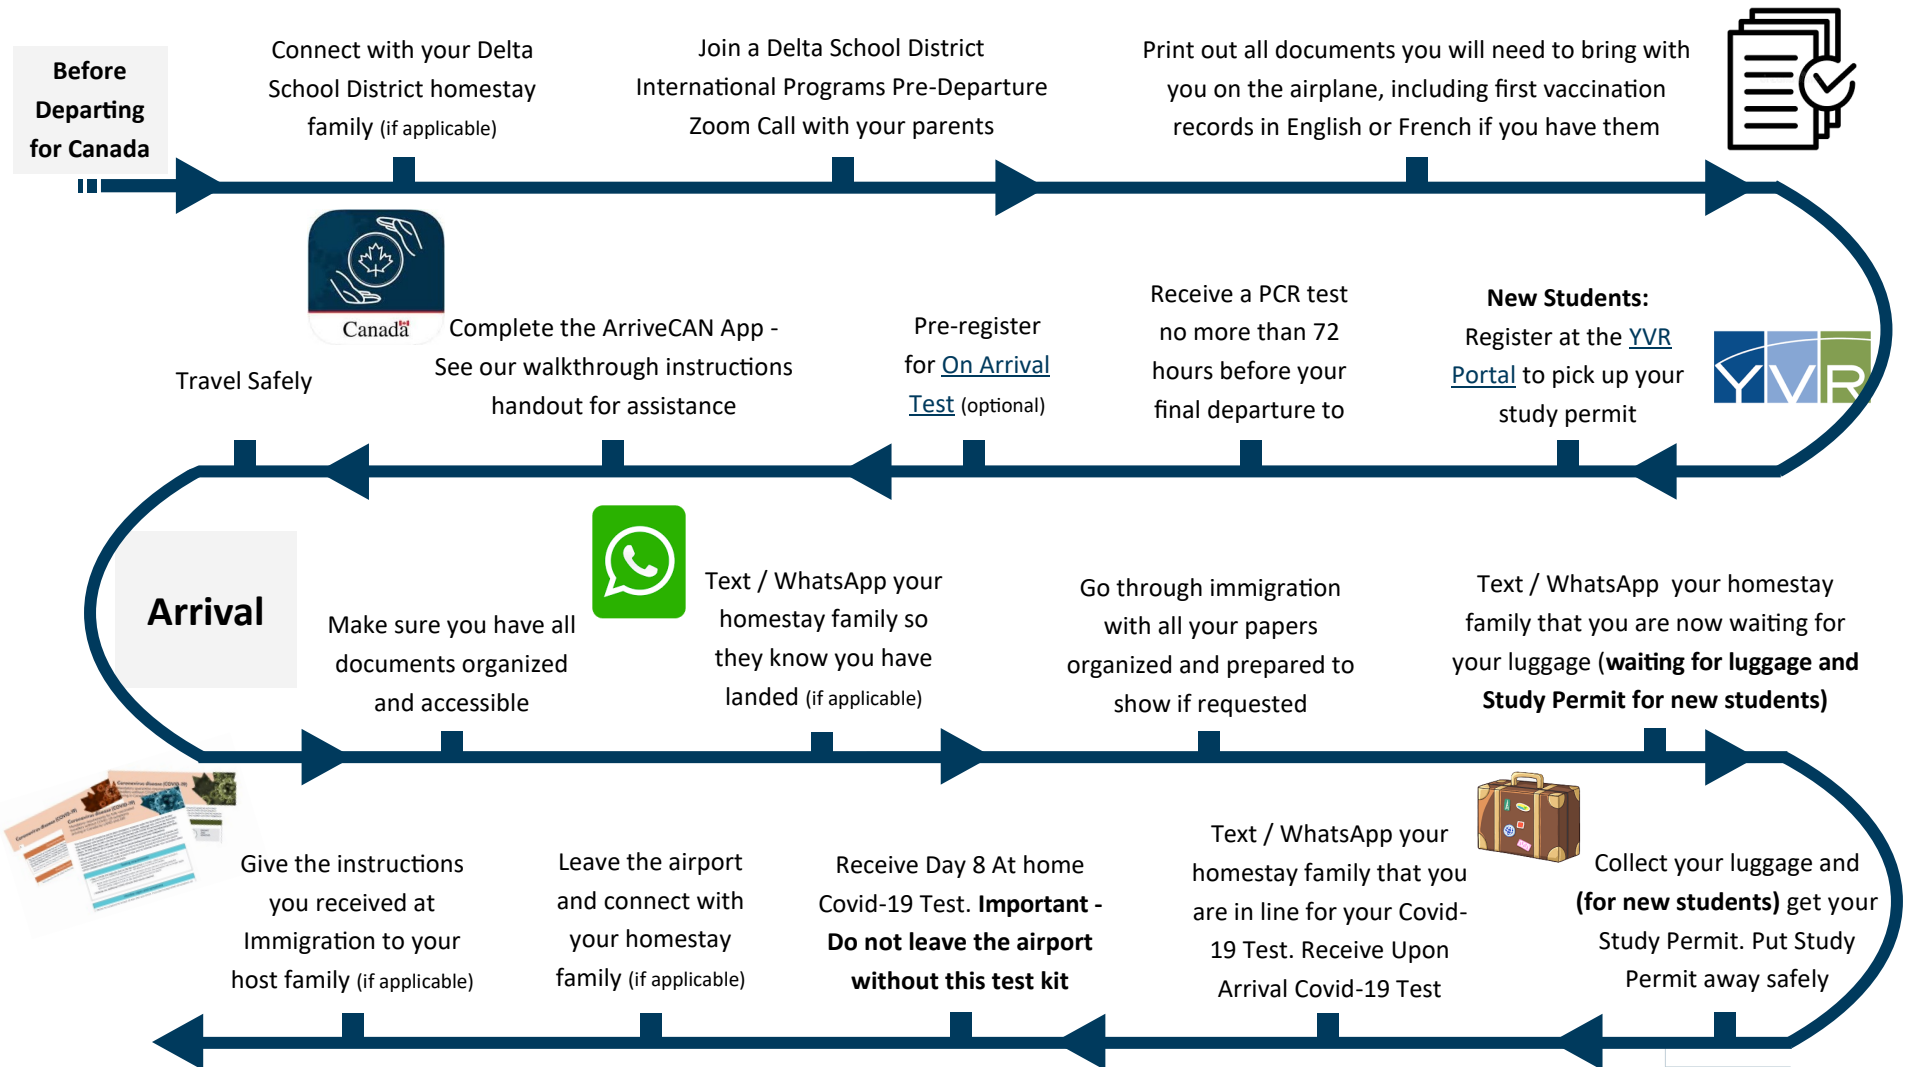 Before
Departing
for Canada
Connect with your Delta
School District homestay
family (if applicable)
Join a Delta School District
International Programs Pre-Departure
Zoom Call with your parents
Print out all documents you will need to bring with
you on the airplane, including first vaccination
records in English or French if you have them
New Students:
Register at the YVR
Portal to pick up your
study permit
YVR
Receive a PCR test
no more than 72
hours before your
final departure to
Pre-register
for On Arrival
Test (optional)
Complete the ArriveCAN App -
See our walkthrough instructions
handout for assistance
Canada
Travel Safely
Arrival
Make sure you have all
documents organized
and accessible
Text / WhatsApp your
homestay family so
they know you have
landed (if applicable)
Go through immigration
with all your papers
organized and prepared to
show if requested
Text / WhatsApp  your homestay
family that you are now waiting for
your luggage (waiting for luggage and
Study Permit for new students)
Collect your luggage and
(for new students) get your
Study Permit. Put Study
Permit away safely
Text / WhatsApp your
homestay family that you
are in line for your Covid-
19 Test. Receive Upon
Arrival Covid-19 Test
Receive Day 8 At home
Covid-19 Test. Important -
Do not leave the airport
without this test kit
Leave the airport
and connect with
your homestay
family (if applicable)
Give the instructions
you received at
Immigration to your
host family (if applicable)